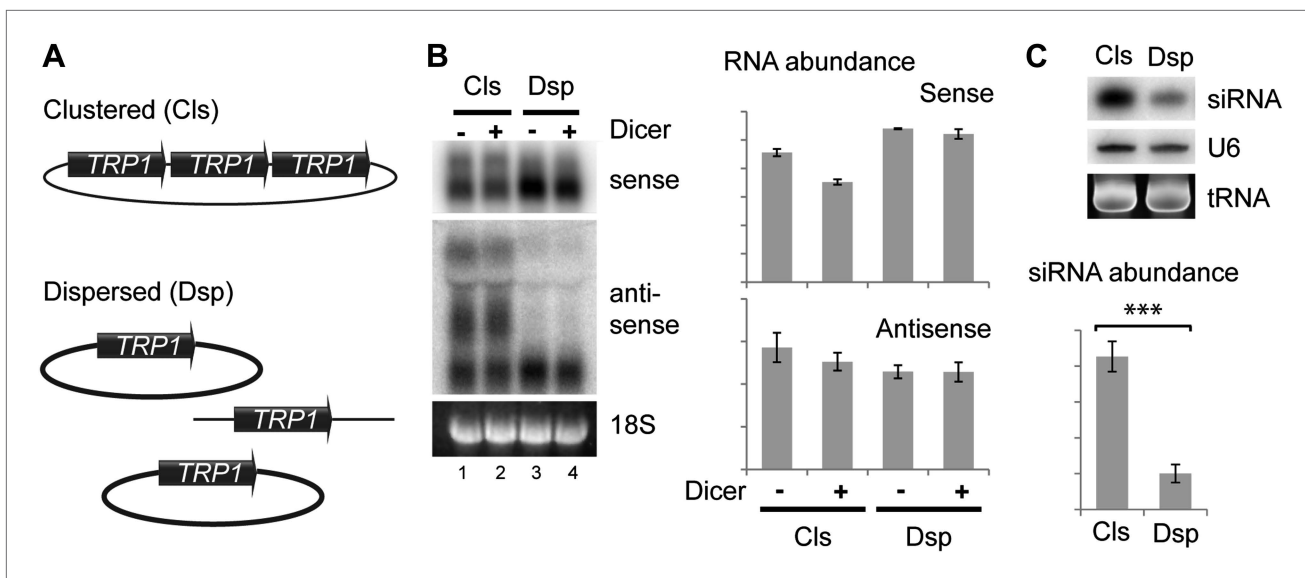 A
Clustered (Cls)
TRP1 TRP1 TRP1
Dispersed (Dsp)
TRP1
TRP1
TRP1
B
Cls Dsp
- + - + Dicer
sense
anti-
sense
18S
1 2 3 4
RNA abundance
Sense
Antisense
Dicer - + - +
Cls Dsp
C
Cls Dsp
siRNA
U6
tRNA
siRNA abundance
***
Cls Dsp